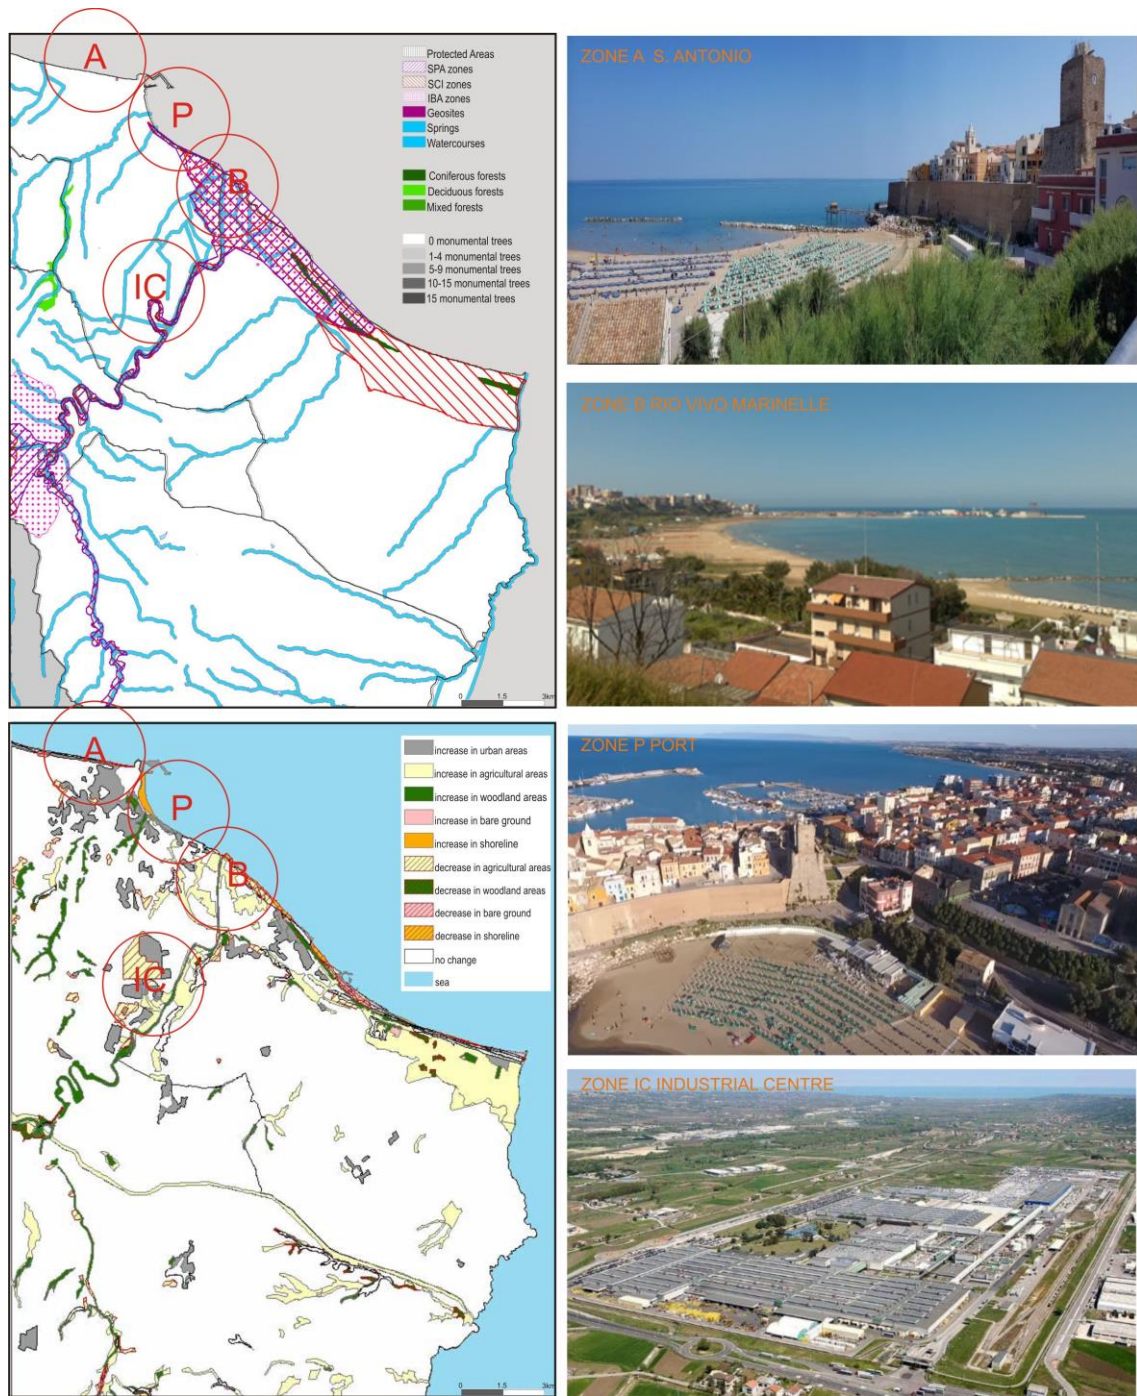 A
P
B
IC
Protected Areas
SPA zones
SCI zones
IBA zones
Geosites
Springs
Watercourses
Coniferous forests
Deciduous forests
Mixed forests
0 monumental trees
1-4 monumental trees
5-9 monumental trees
10-15 monumental trees
15 monumental trees
0 1.5 3km
ZONE A S. ANTONIO
ZONE B RIO VIVO MARINELLE
A
P
B
IC
increase in urban areas
increase in agricultural areas
increase in woodland areas
increase in bare ground
increase in shoreline
decrease in agricultural areas
decrease in woodland areas
decrease in bare ground
decrease in shoreline
no change
sea
0 1.5 3km
ZONE P PORT
ZONE IC INDUSTRIAL CENTRE